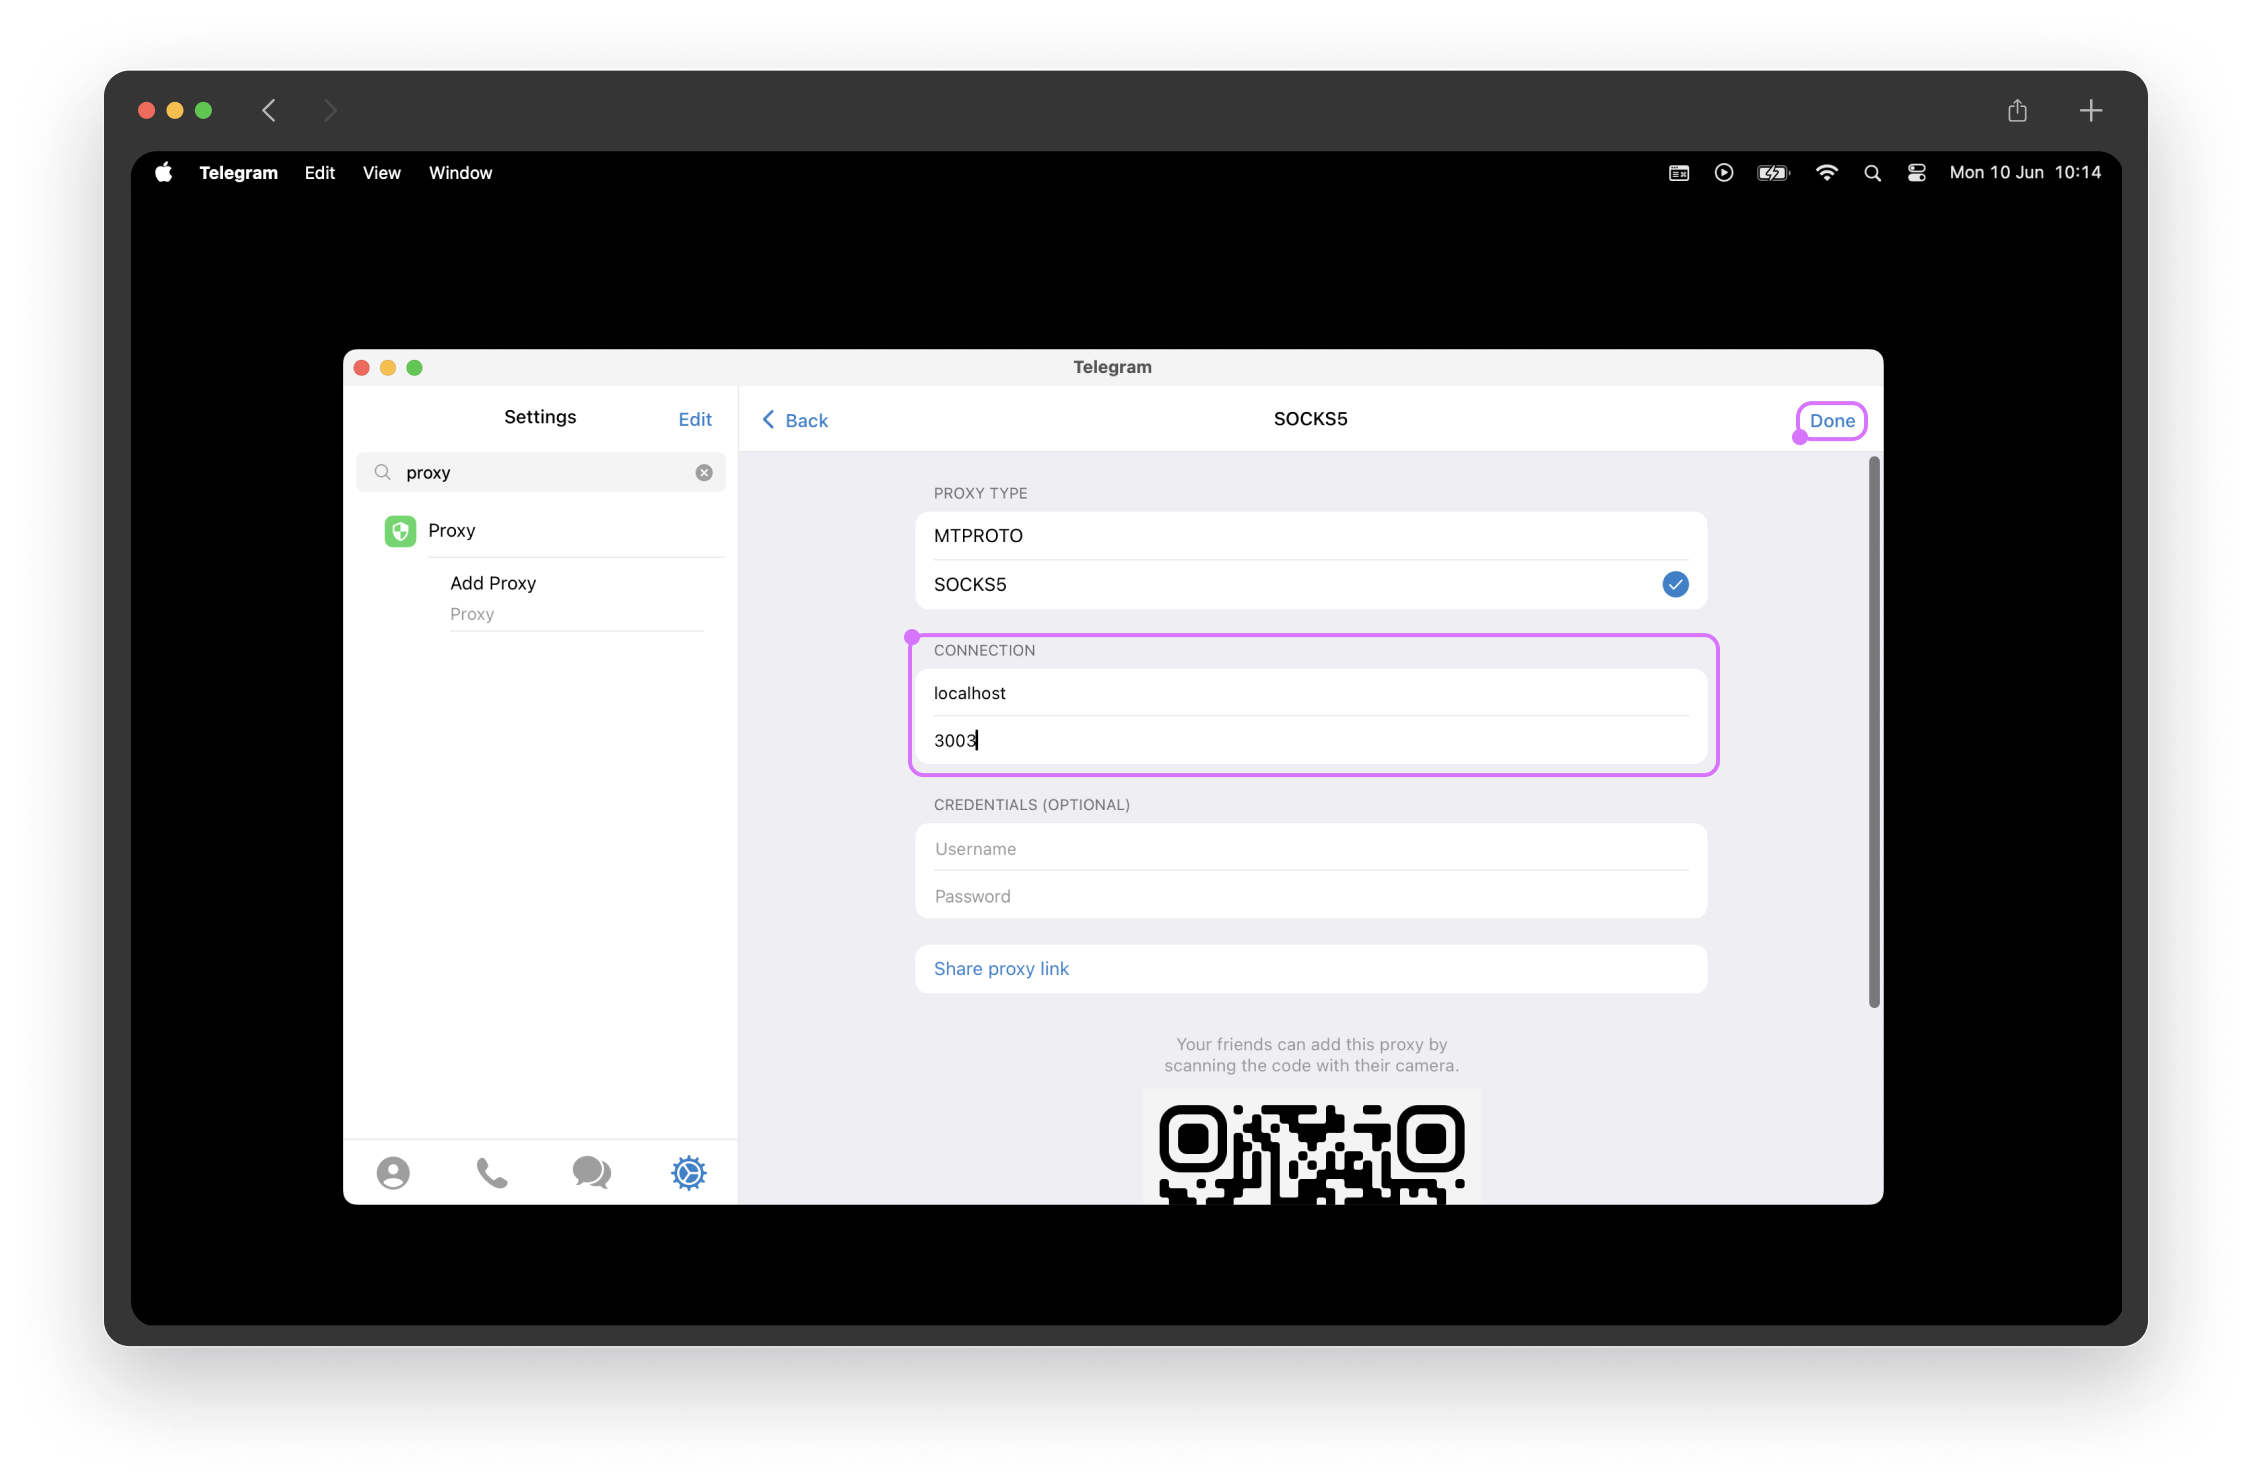 Telegram Edit View Window Mon 10 Jun 10:14
Telegram
Settings Edit
Back SOCKS5 Done
proxy
Proxy
Add Proxy
Proxy
PROXY TYPE
MTPROTO
SOCKS5
CONNECTION
localhost
3003
CREDENTIALS (OPTIONAL)
Username
Password
Share proxy link
Your friends can add this proxy by
scanning the code with their camera.